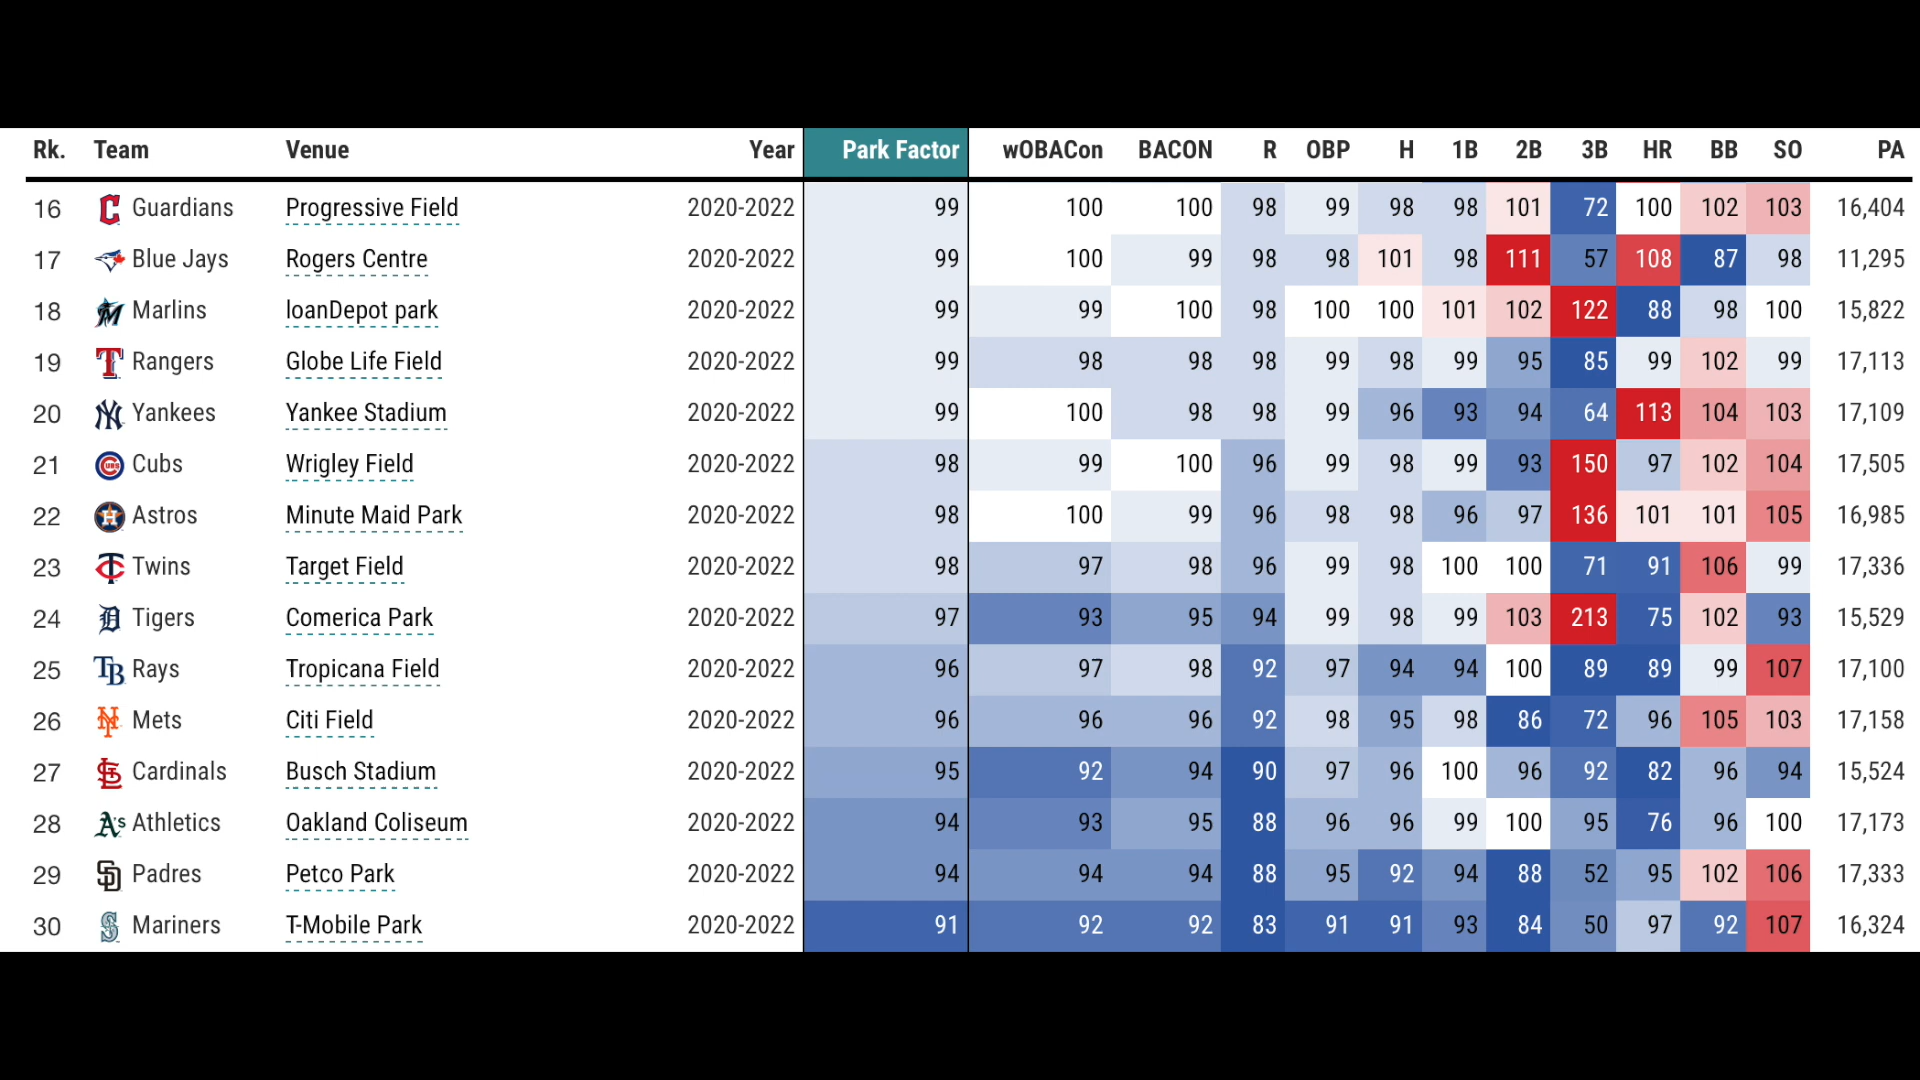 Rk. Team Venue Year Park Factor wOBACon BACON R OBP H 1B 2B 3B HR BB SO PA
16 Guardians Progressive Field 2020-2022 99 100 100 98 99 98 98 101 72 100 102 103 16,404
17 Blue Jays Rogers Centre 2020-2022 99 100 99 98 98 101 98 111 57 108 87 98 11,295
18 Marlins loanDepot park 2020-2022 99 99 100 98 100 100 101 102 122 88 98 100 15,822
19 Rangers Globe Life Field 2020-2022 99 98 98 98 99 98 99 95 85 99 102 99 17,113
20 Yankees Yankee Stadium 2020-2022 99 100 98 98 99 96 93 94 64 113 104 103 17,109
21 Cubs Wrigley Field 2020-2022 98 99 100 96 99 98 99 93 150 97 102 104 17,505
22 Astros Minute Maid Park 2020-2022 98 100 99 96 98 98 96 97 136 101 101 105 16,985
23 Twins Target Field 2020-2022 98 97 98 96 99 98 100 100 71 91 106 99 17,336
24 Tigers Comerica Park 2020-2022 97 93 95 94 99 98 99 103 213 75 102 93 15,529
25 Rays Tropicana Field 2020-2022 96 97 98 92 97 94 94 100 89 89 99 107 17,100
26 Mets Citi Field 2020-2022 96 96 96 92 98 95 98 86 72 96 105 103 17,158
27 Cardinals Busch Stadium 2020-2022 95 92 94 90 97 96 100 96 92 82 96 94 15,524
28 Athletics Oakland Coliseum 2020-2022 94 93 95 88 96 96 99 100 95 76 96 100 17,173
29 Padres Petco Park 2020-2022 94 94 94 88 95 92 94 88 52 95 102 106 17,333
30 Mariners T-Mobile Park 2020-2022 91 92 92 83 91 91 93 84 50 97 92 107 16,324